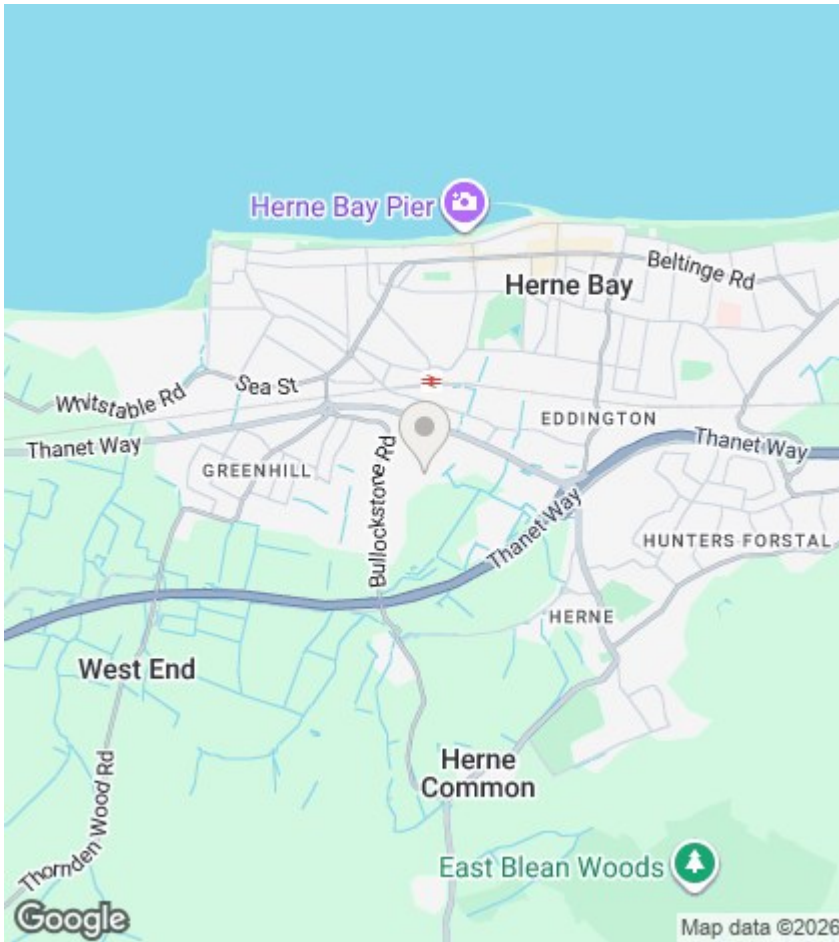 Herne Bay Pier
Herne Bay
Beltinge Rd
Sea St
Whitstable Rd
Thanet Way
EDDINGTON
Thanet Way
GREENHILL
Bullockstone Rd
Thanet Way
HUNTERS FORSTAL
HERNE
West End
Herne
Common
Thornden Wood Rd
East Blean Woods
Google
Map data ©2026